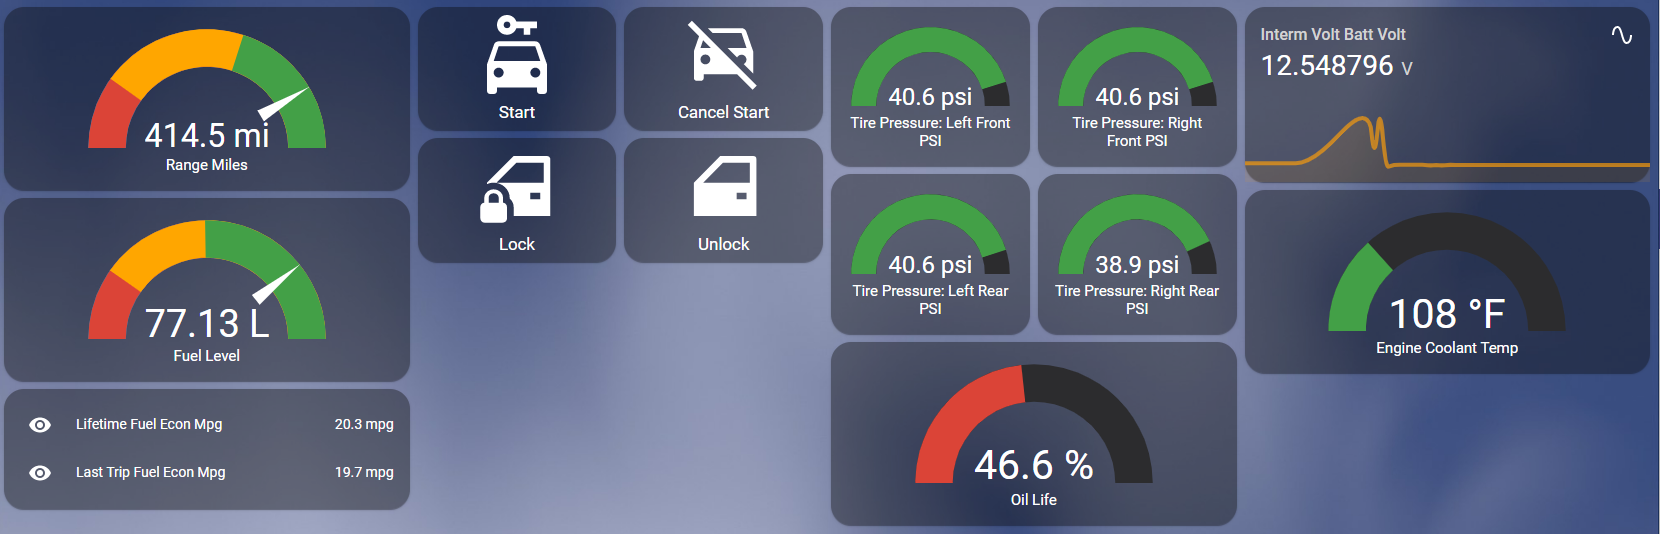 414.5 mi
Range Miles
77.13 L
Fuel Level
Lifetime Fuel Econ Mpg 20.3 mpg
Last Trip Fuel Econ Mpg 19.7 mpg
Start
Cancel Start
Lock
Unlock
40.6 psi
Tire Pressure: Left Front
PSI
40.6 psi
Tire Pressure: Right
Front PSI
40.6 psi
Tire Pressure: Left Rear
PSI
38.9 psi
Tire Pressure: Right Rear
PSI
46.6 %
Oil Life
Interm Volt Batt Volt
12.548796 V
108 °F
Engine Coolant Temp